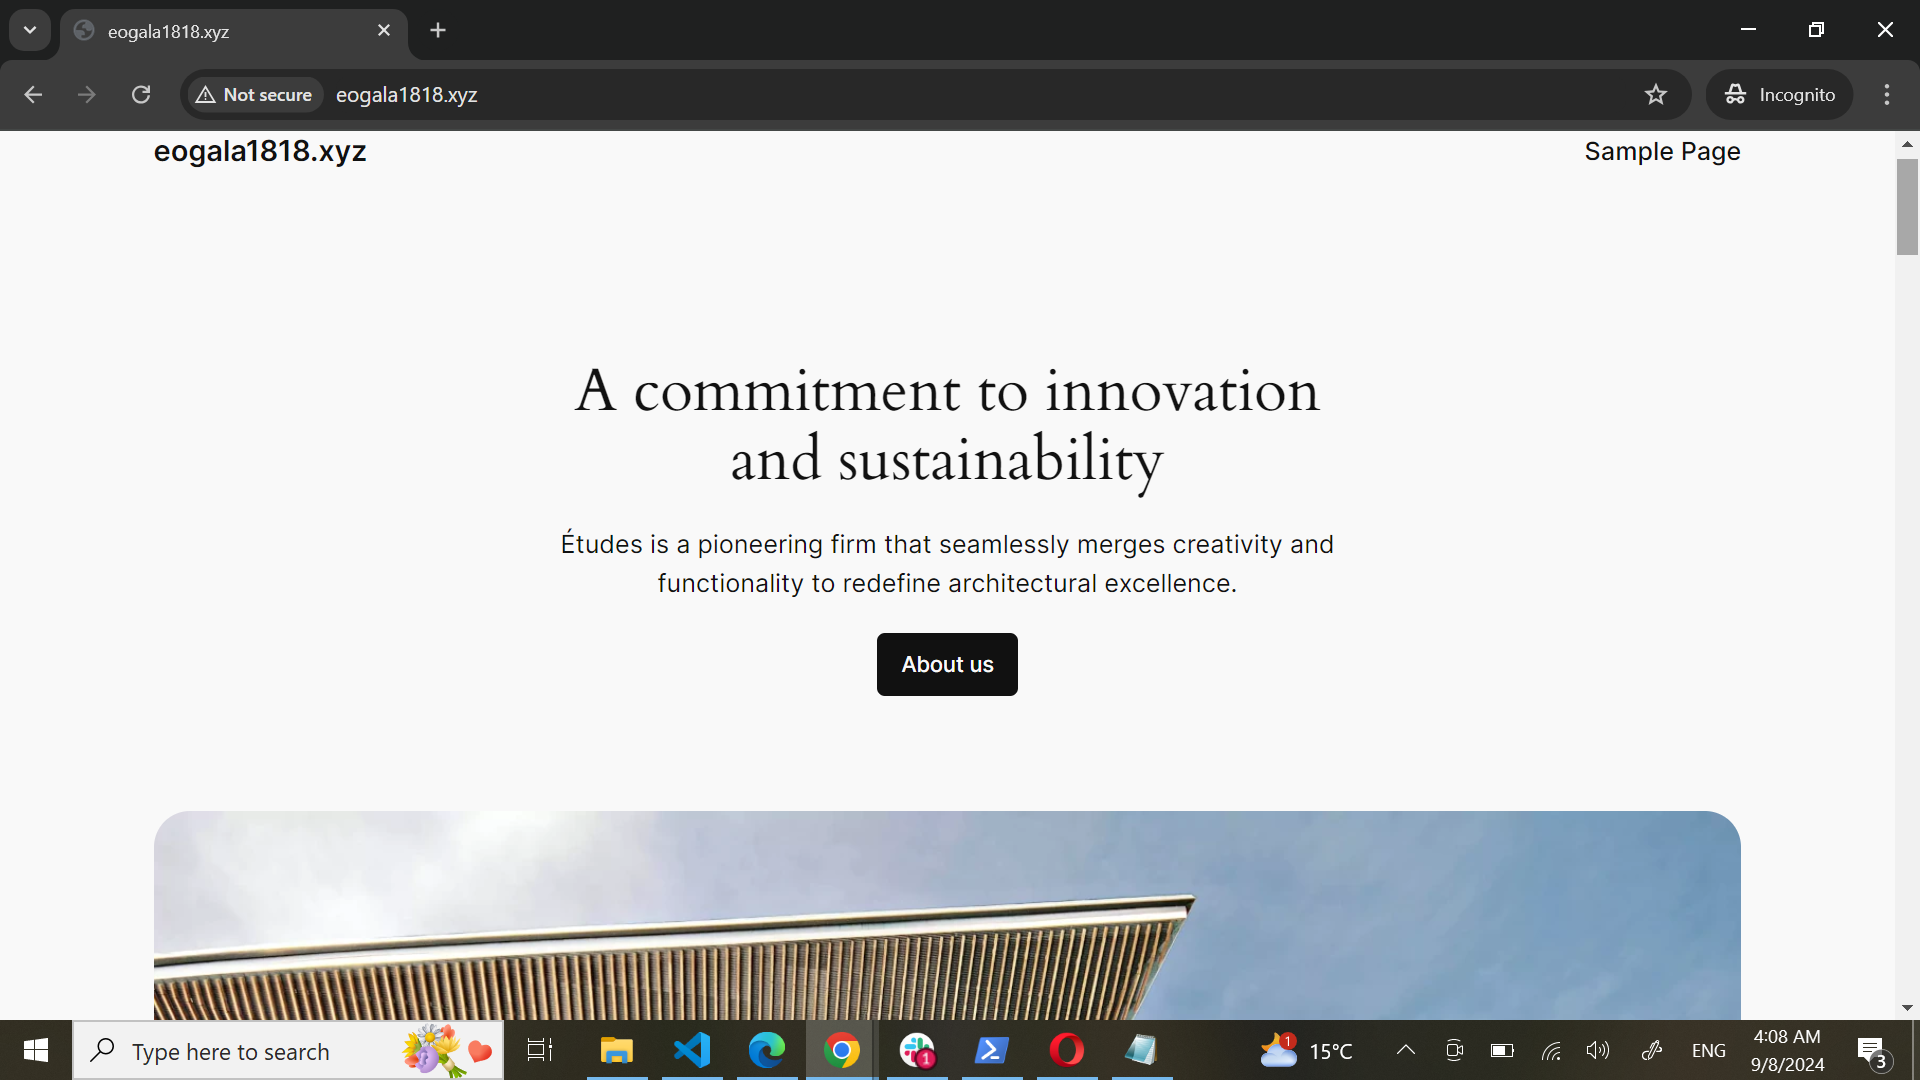 eogala1818.xyz
Not secure
eogala1818.xyz
Incognito
eogala1818.xyz
Sample Page
A commitment to innovation
and sustainability
Études is a pioneering firm that seamlessly merges creativity and
functionality to redefine architectural excellence.
About us
Type here to search
1
1
15°C
ENG
4:08 AM
9/8/2024
3